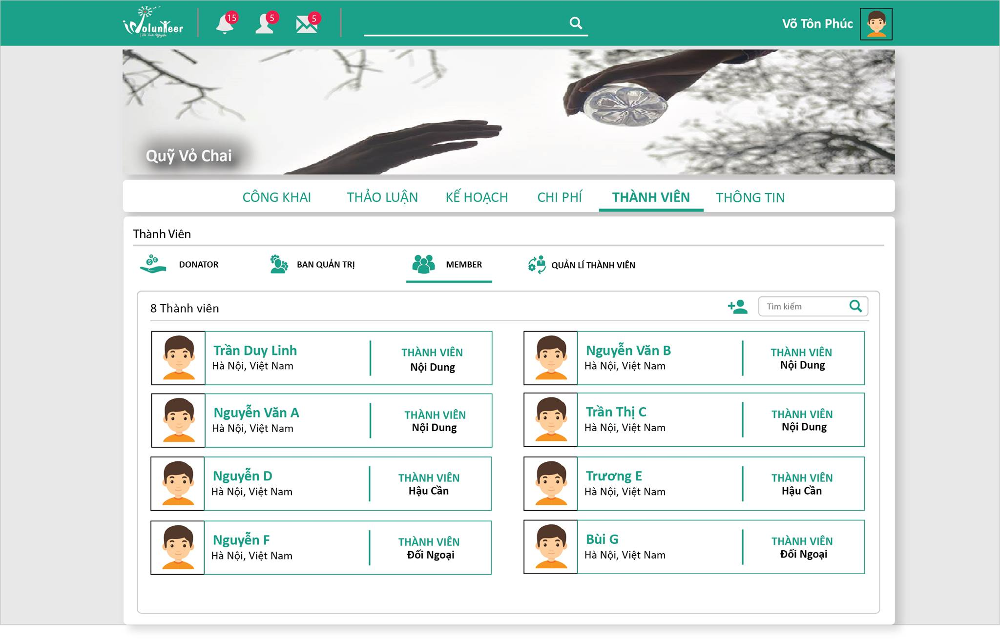 iVolunteer
Tôi Tình Nguyện
15
5
5
Võ Tôn Phúc
Quỹ Vỏ Chai
CÔNG KHAI
THẢO LUẬN
KẾ HOẠCH
CHI PHÍ
THÀNH VIÊN
THÔNG TIN
Thành Viên
DONATOR
BAN QUẢN TRỊ
MEMBER
QUẢN LÍ THÀNH VIÊN
8 Thành viên
Tìm kiếm
Trần Duy Linh
Hà Nội, Việt Nam
THÀNH VIÊN
Nội Dung
Nguyễn Văn B
Hà Nội, Việt Nam
THÀNH VIÊN
Nội Dung
Nguyễn Văn A
Hà Nội, Việt Nam
THÀNH VIÊN
Nội Dung
Trần Thị C
Hà Nội, Việt Nam
THÀNH VIÊN
Nội Dung
Nguyễn D
Hà Nội, Việt Nam
THÀNH VIÊN
Hậu Cần
Trương E
Hà Nội, Việt Nam
THÀNH VIÊN
Hậu Cần
Nguyễn F
Hà Nội, Việt Nam
THÀNH VIÊN
Đối Ngoại
Bùi G
Hà Nội, Việt Nam
THÀNH VIÊN
Đối Ngoại